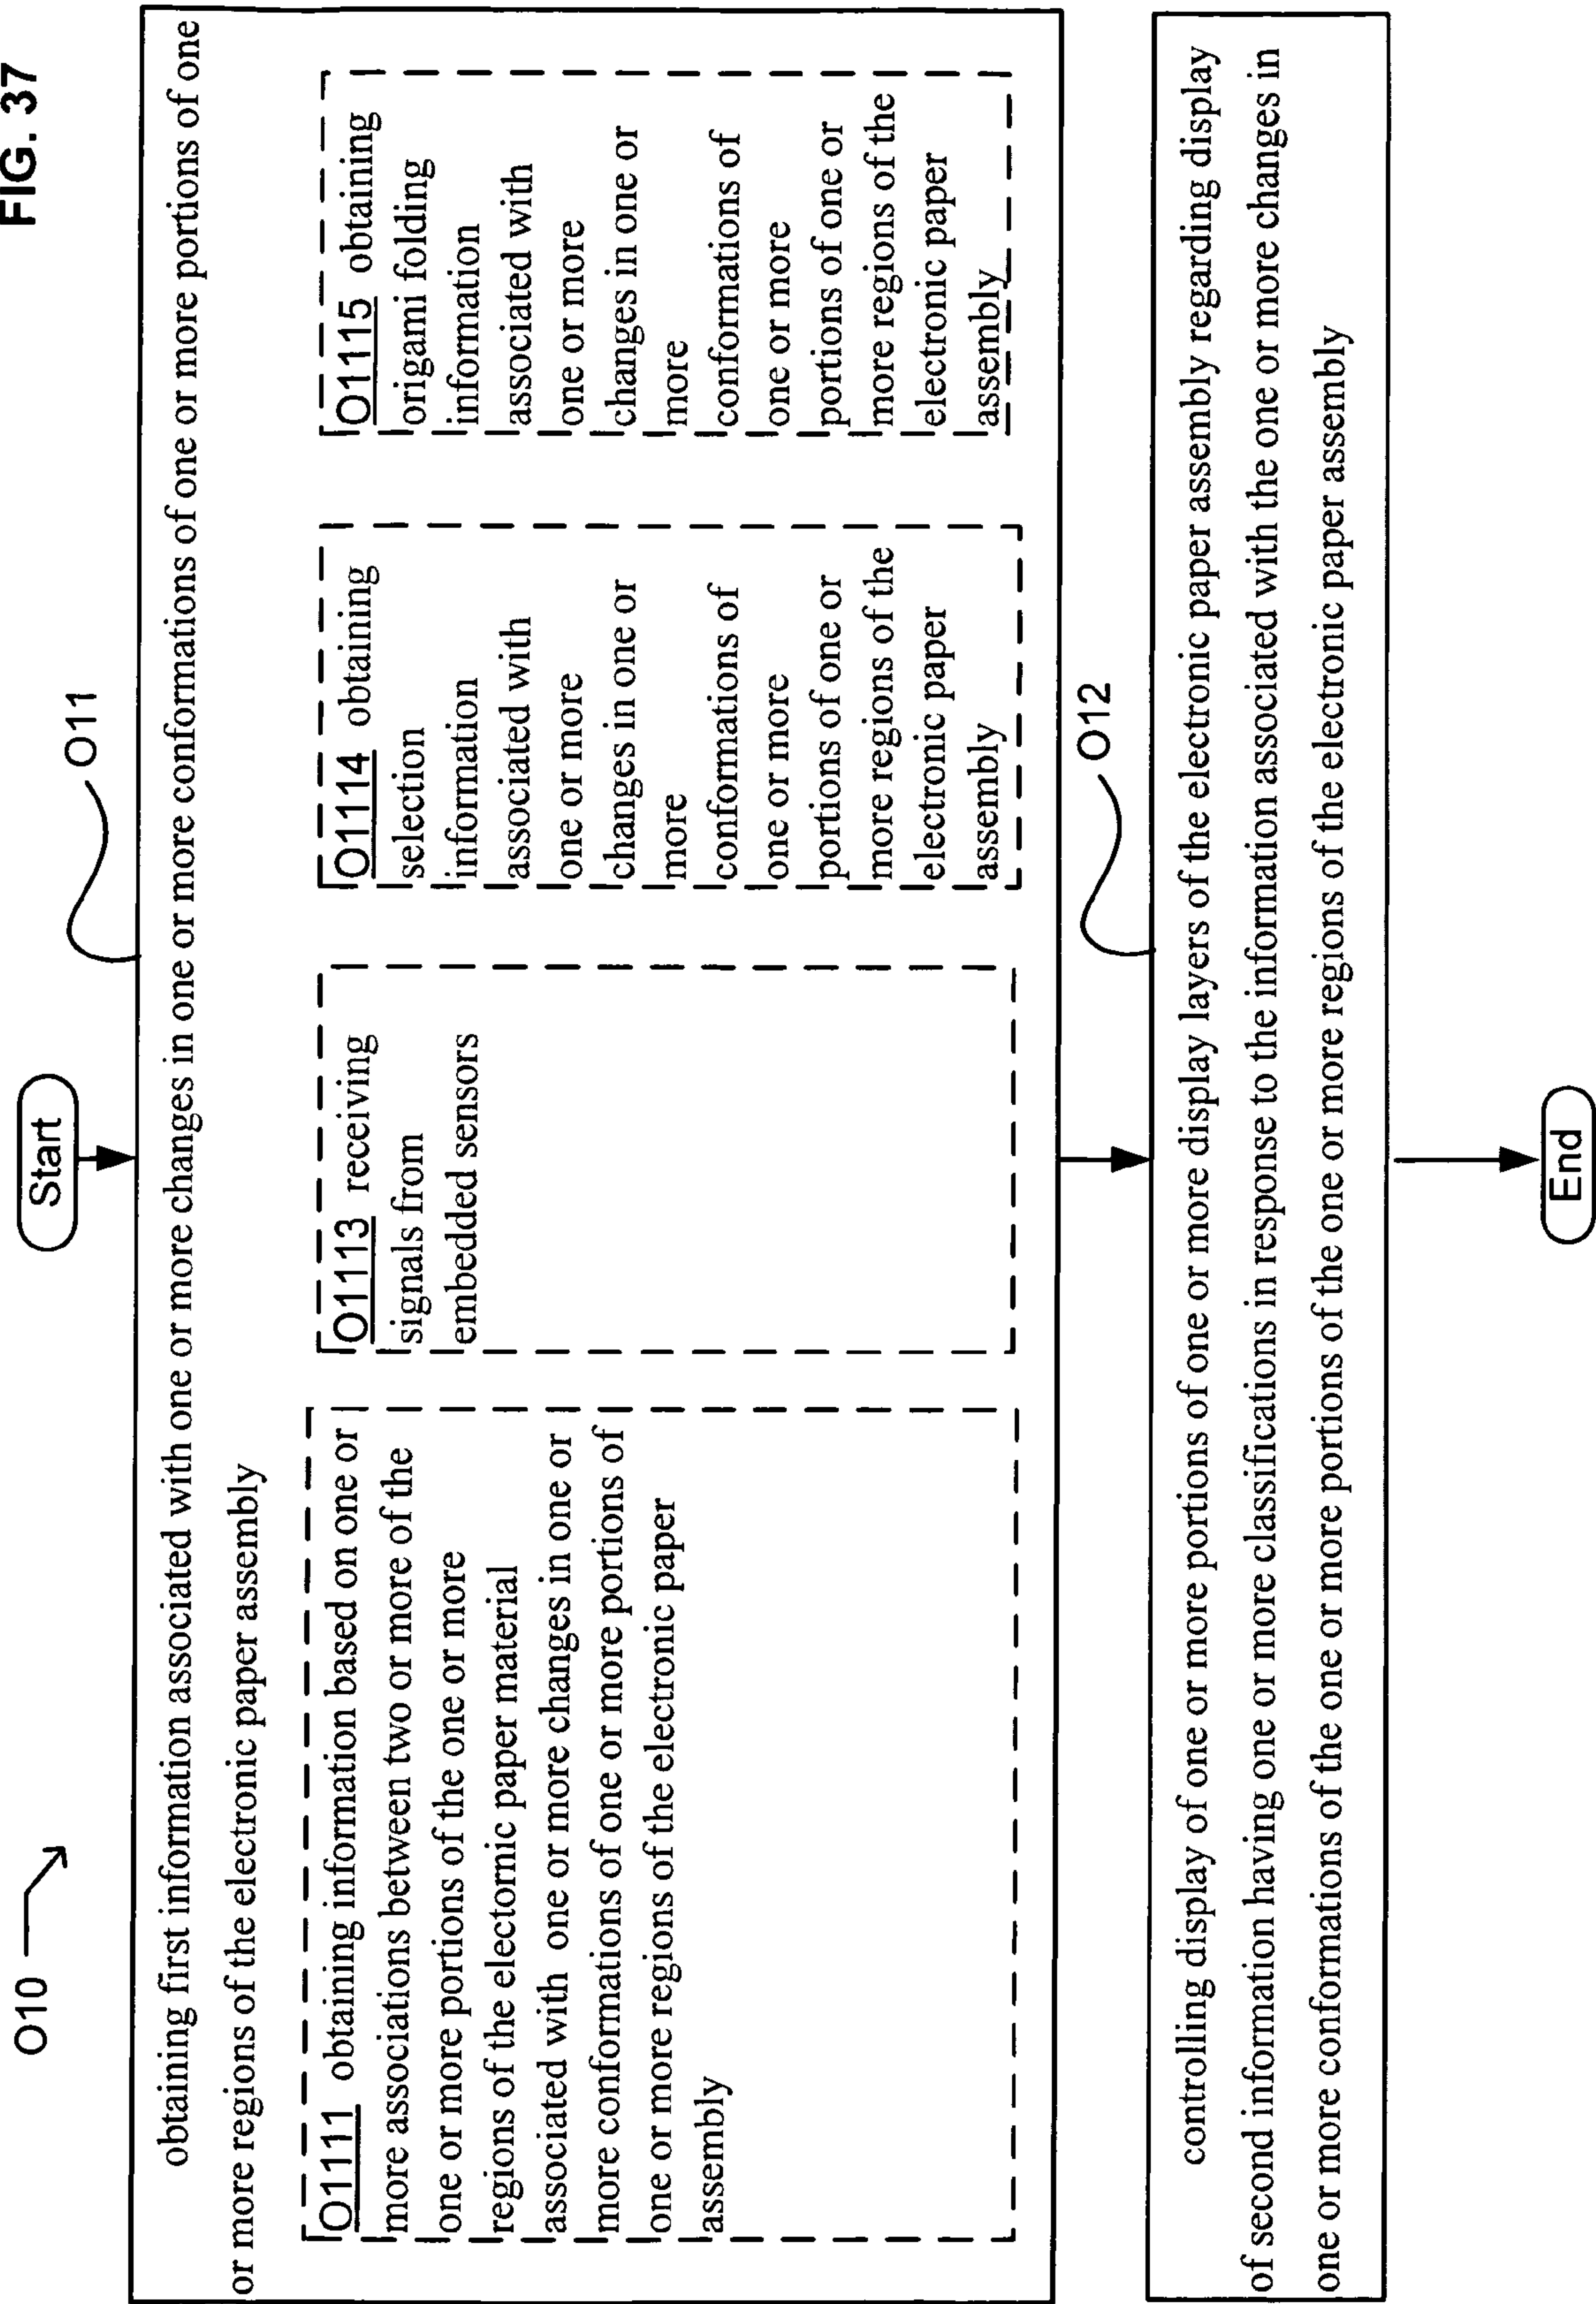 FIG. 37
O10
Start
O11
obtaining first information associated with one or more changes in one or more conformations of one or more portions of one
or more regions of the electronic paper assembly
O1111 obtaining information based on one or
more associations between two or more of the
one or more portions of the one or more
regions of the electornic paper material
associated with one or more changes in one or
more conformations of one or more portions of
one or more regions of the electronic paper
assembly
O1113 receiving
signals from
embedded sensors
O1114 obtaining
selection
information
associated with
one or more
changes in one or
more
conformations of
one or more
portions of one or
more regions of the
electronic paper
assembly
O1115 obtaining
origami folding
information
associated with
one or more
changes in one or
more
conformations of
one or more
portions of one or
more regions of the
electronic paper
assembly
O12
controlling display of one or more portions of one or more display layers of the electronic paper assembly regarding display
of second information having one or more classifications in response to the information associated with the one or more changes in
one or more conformations of the one or more portions of the one or more regions of the electronic paper assembly
End